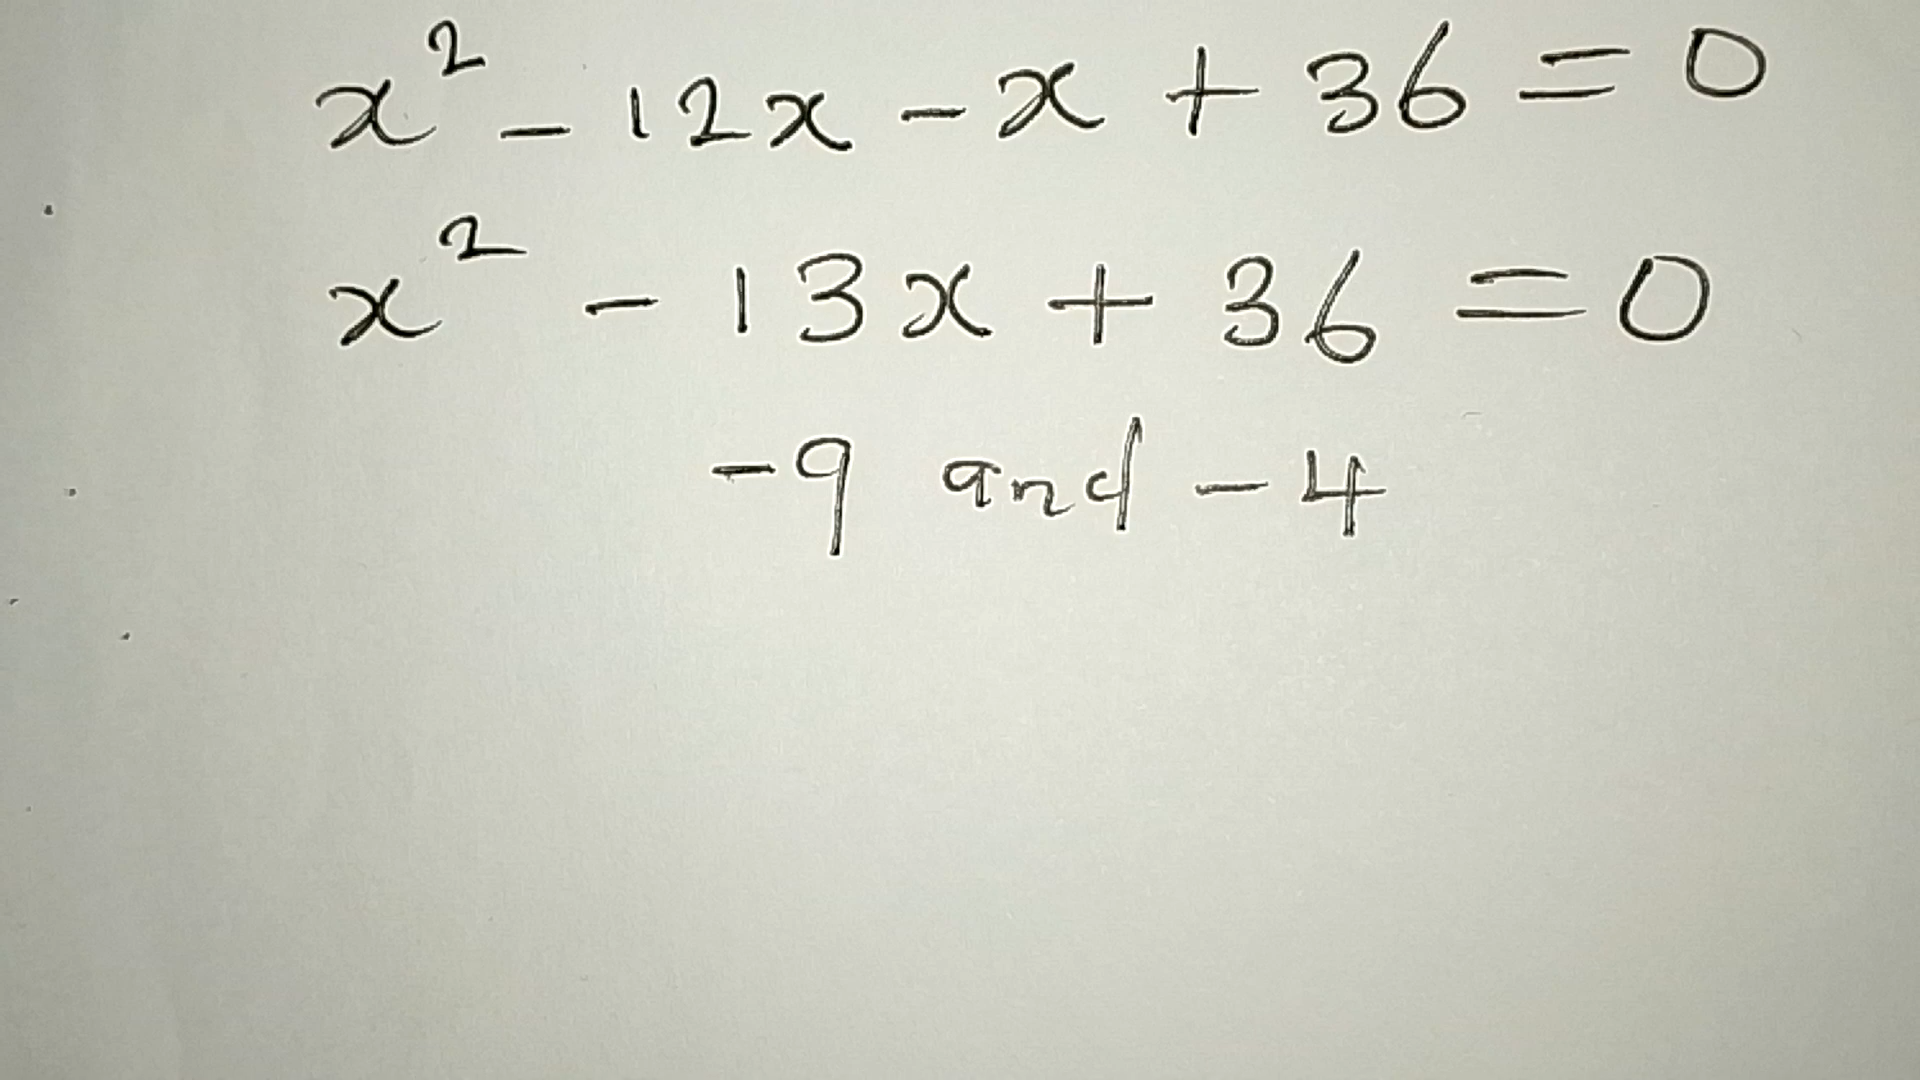 x² - 12x - x + 36 = 0
x² - 13x + 36 = 0
-9 and -4